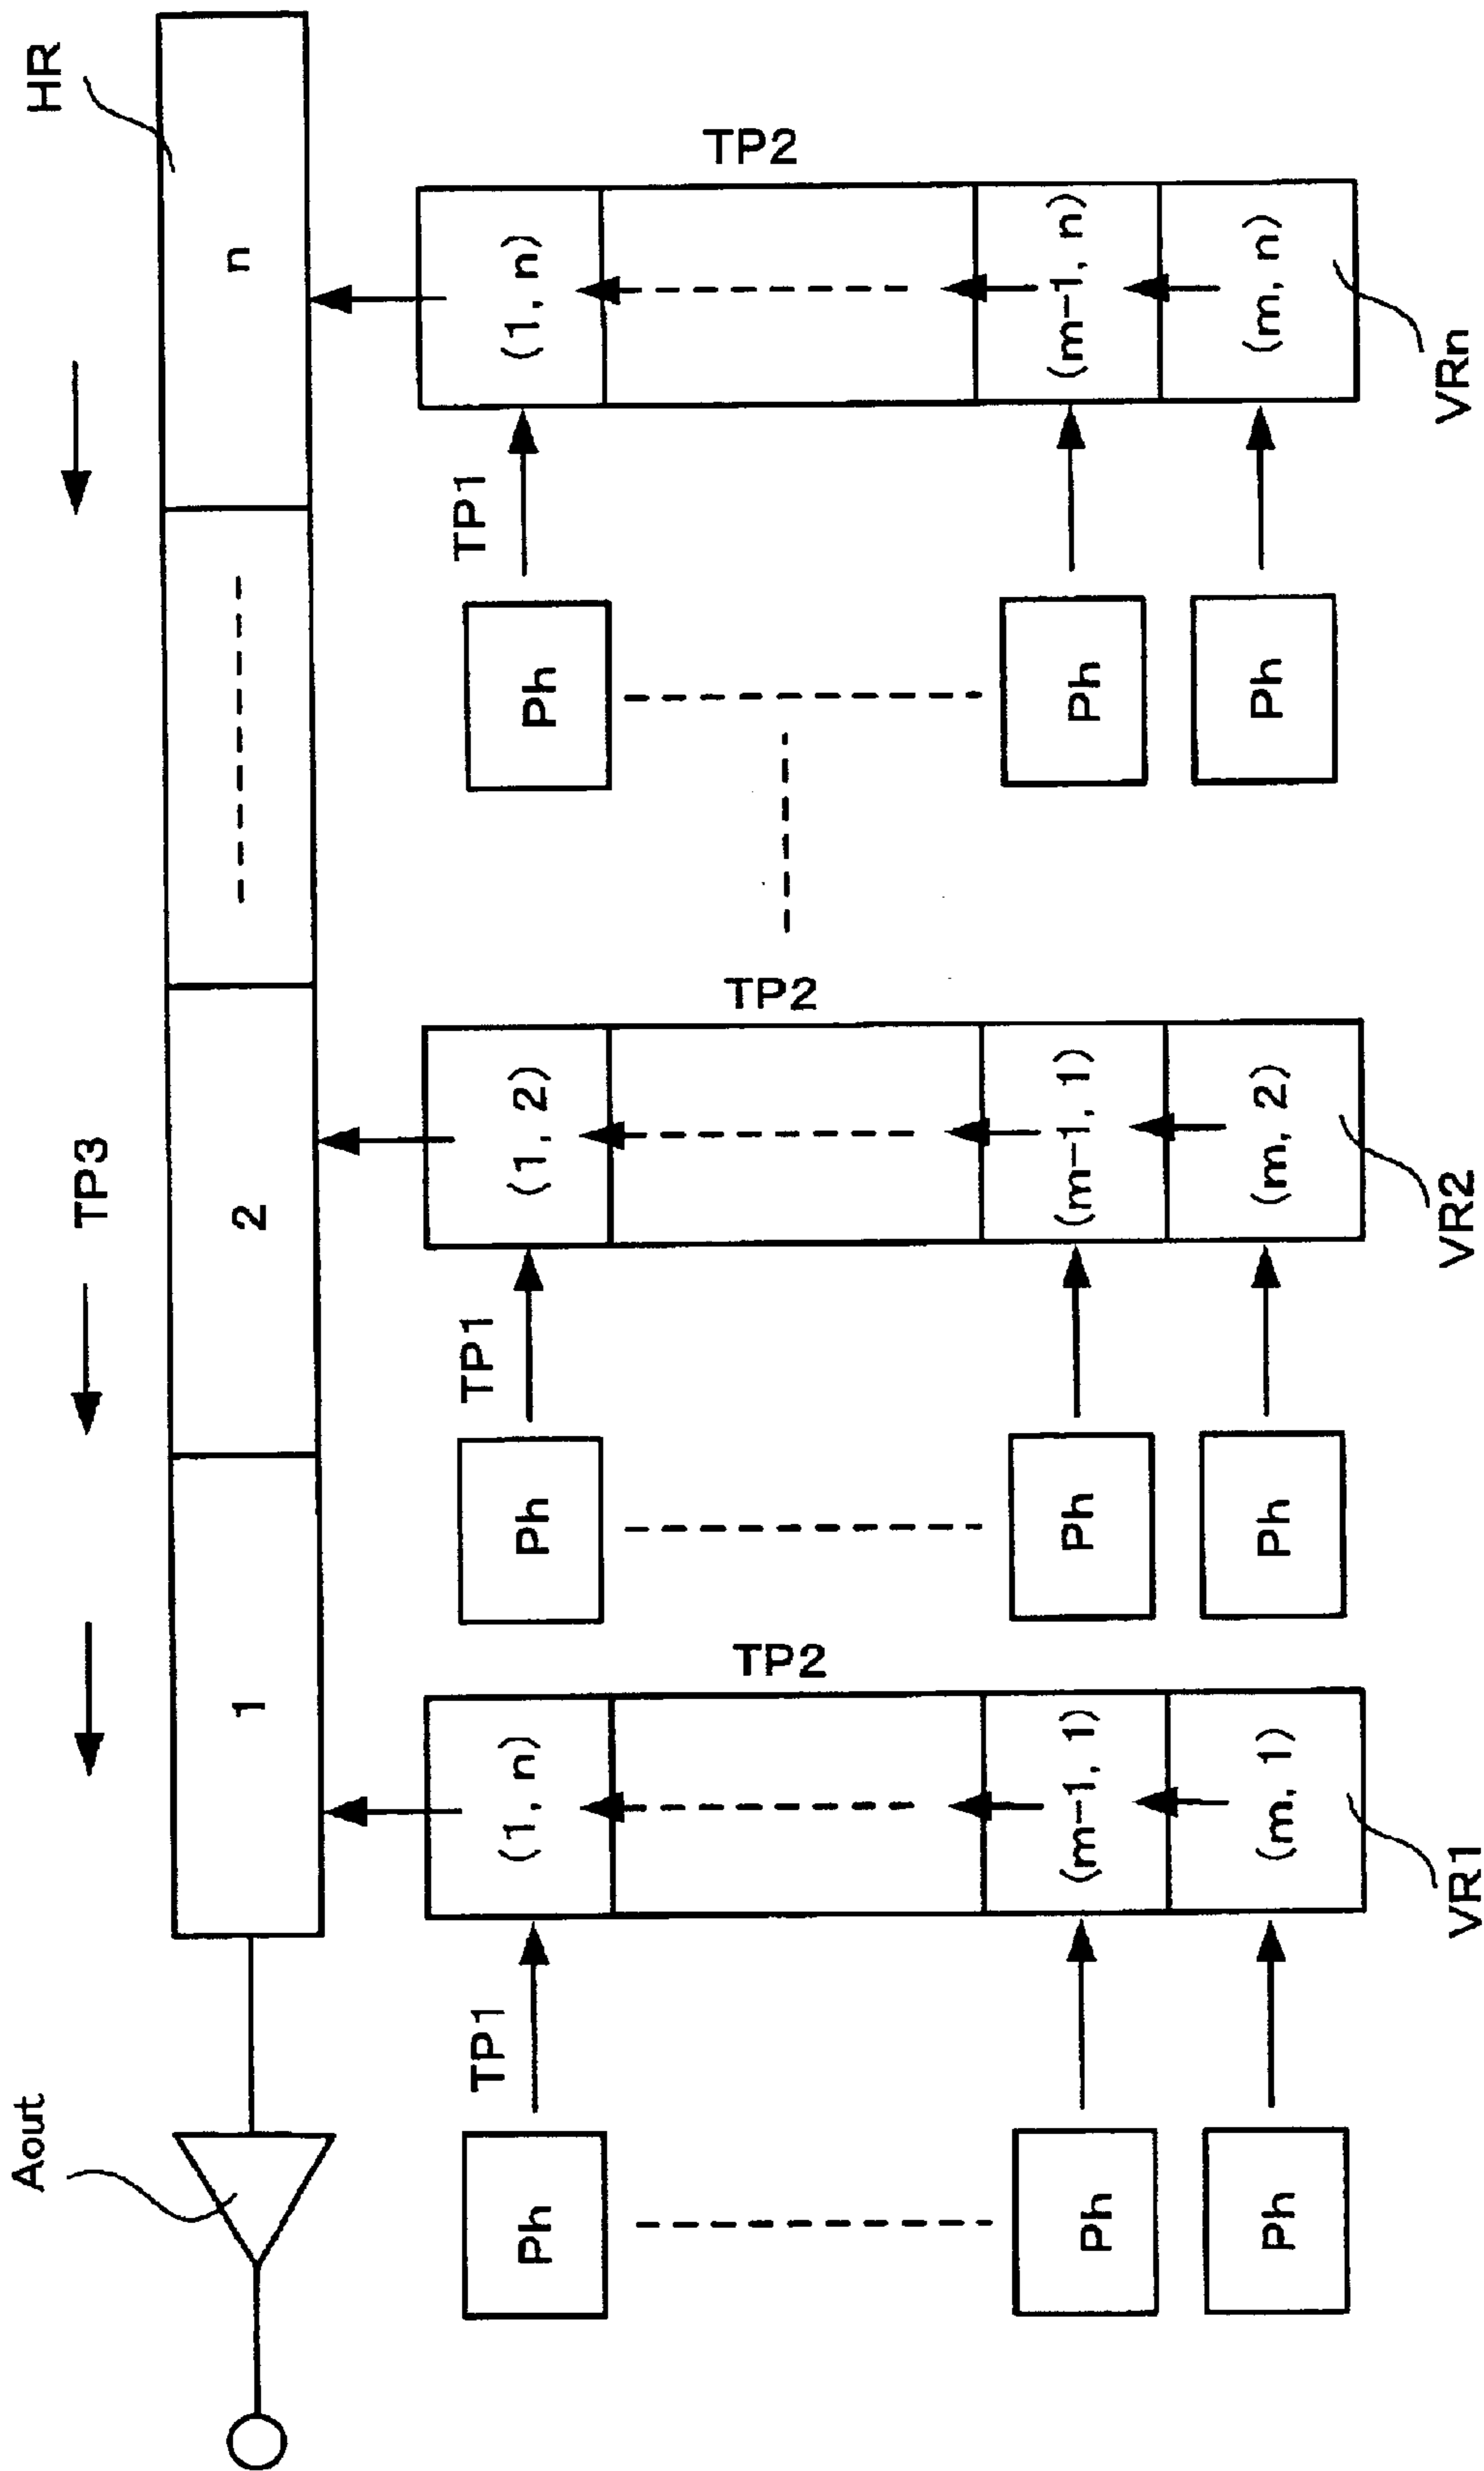 Aout
HR
TP3
1
2
n
TP1
TP1
TP1
Ph
(1, n)
Ph
(1, 2)
Ph
(1, n)
TP2
TP2
TP2
Ph
(m-1, 1)
Ph
(m-1, 1)
Ph
(m-1, n)
Ph
(m, 1)
Ph
(m, 2)
Ph
(m, n)
VR1
VR2
VRn